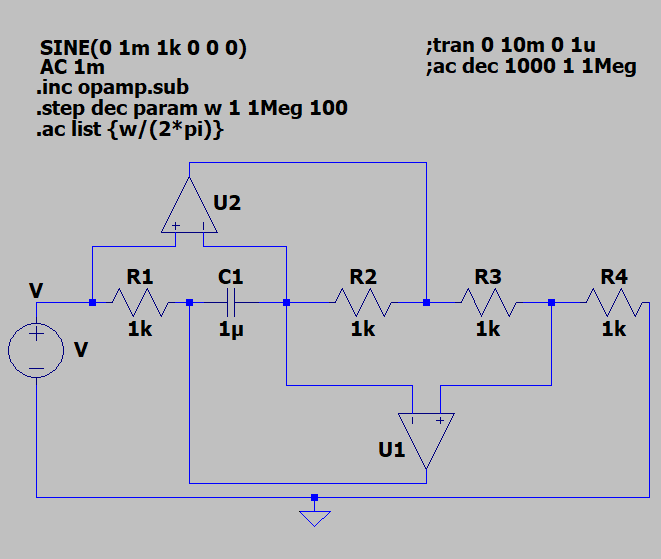 SINE(0 1m 1k 0 0 0)
AC 1m
.inc opamp.sub
.step dec param w 1 1Meg 100
.ac list {w/(2*pi)}
;tran 0 10m 0 1u
;ac dec 1000 1 1Meg
U2
V
R1
C1
R2
R3
R4
1k
1µ
1k
1k
1k
V
U1